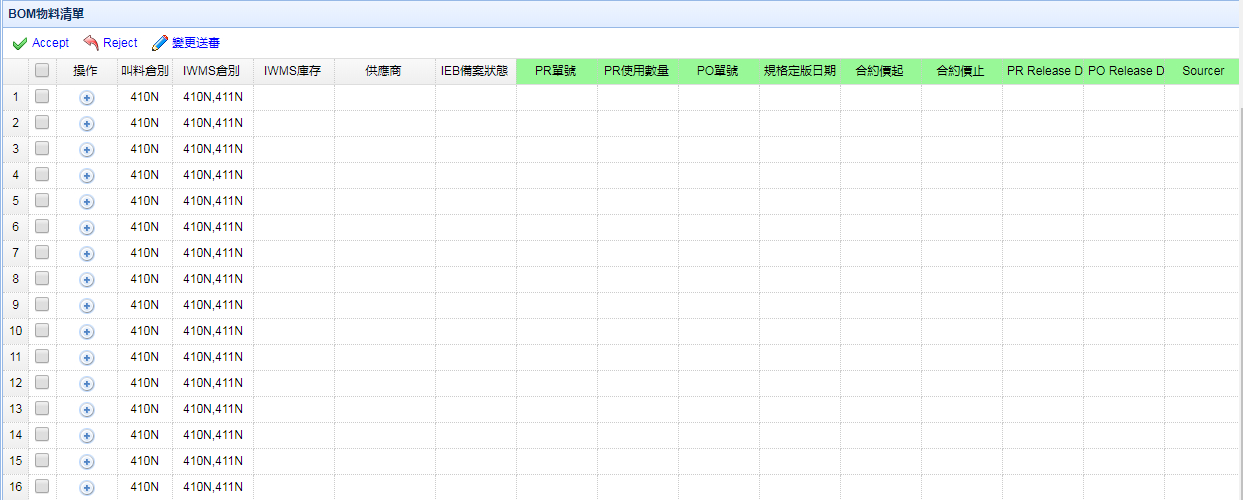 BOM物料清單
Accept Reject 變更送審
操作 叫料倉別 IWMS倉別 IWMS庫存 供應商 IEB備案狀態 PR單號 PR使用數量 PO單號 規格定版日期 合約價起 合約價止 PR Release D PO Release D Sourcer
1 410N 410N,411N
2 410N 410N,411N
3 410N 410N,411N
4 410N 410N,411N
5 410N 410N,411N
6 410N 410N,411N
7 410N 410N,411N
8 410N 410N,411N
9 410N 410N,411N
10 410N 410N,411N
11 410N 410N,411N
12 410N 410N,411N
13 410N 410N,411N
14 410N 410N,411N
15 410N 410N,411N
16 410N 410N,411N